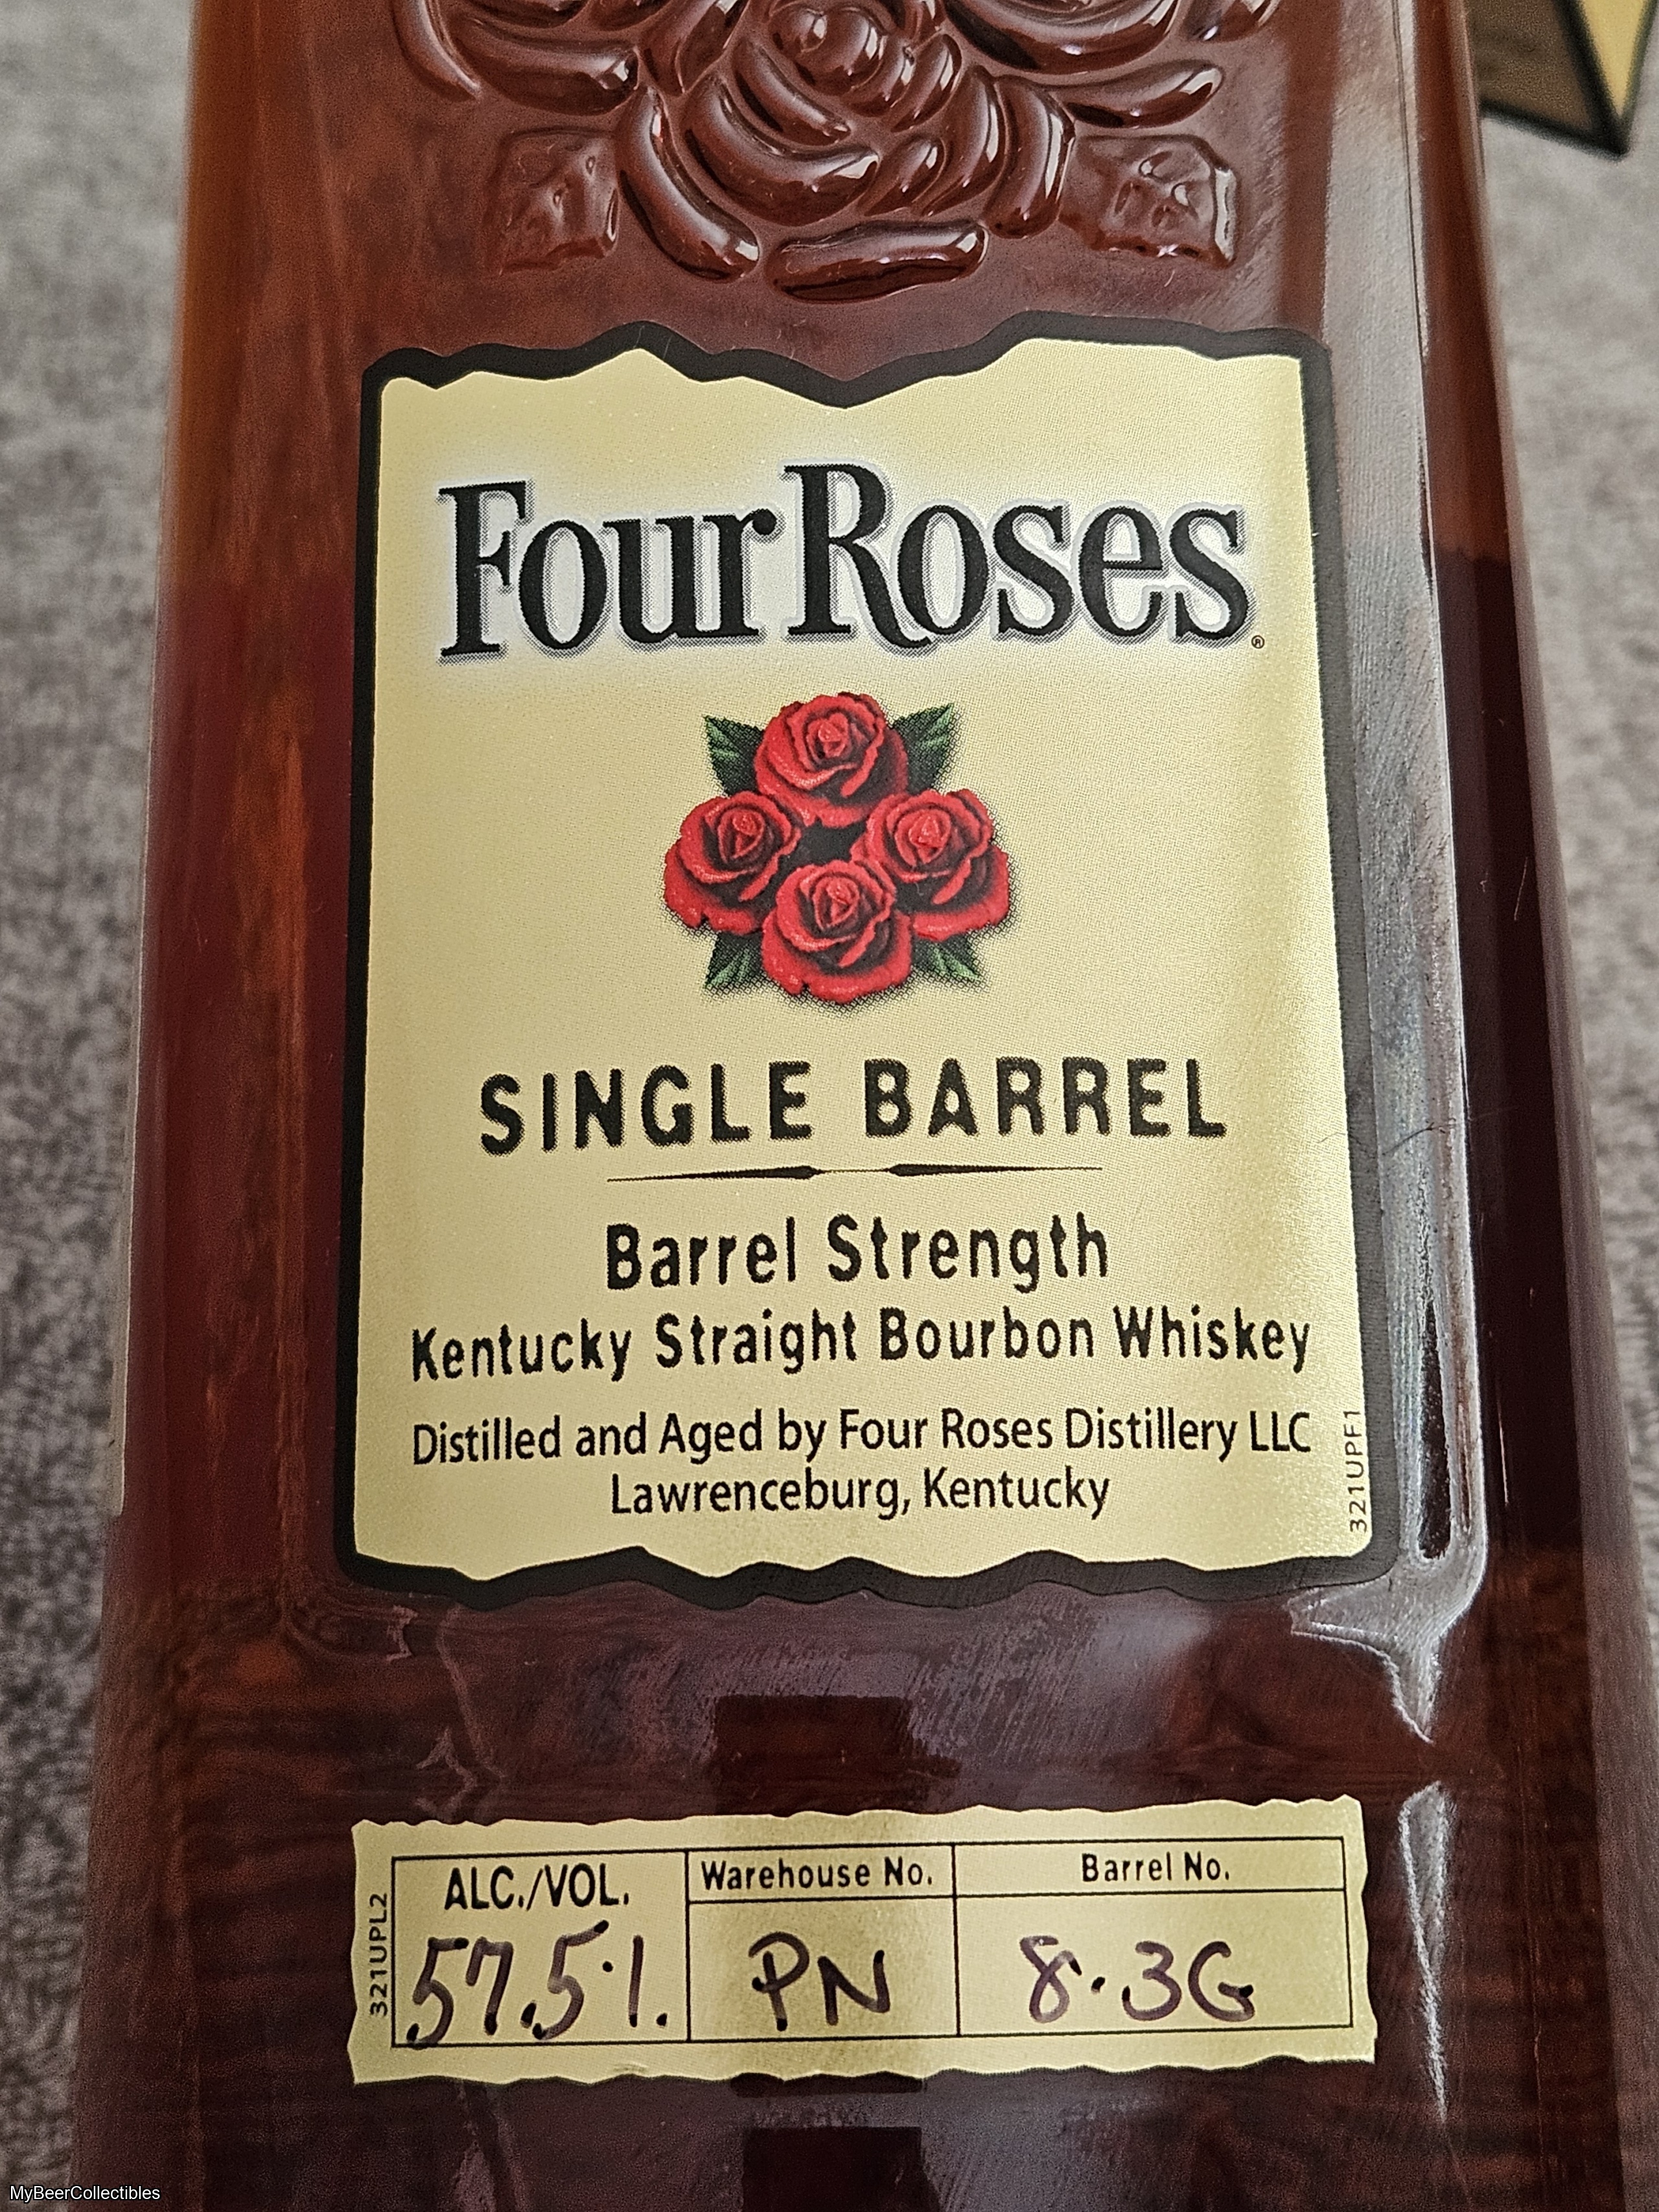 Four Roses®
SINGLE BARREL
Barrel Strength
Kentucky Straight Bourbon Whiskey
Distilled and Aged by Four Roses Distillery LLC
Lawrenceburg, Kentucky
321UPF1
321UPL2
ALC./VOL. Warehouse No. Barrel No.
57.5%. PN 8.3G
MyBeerCollectibles